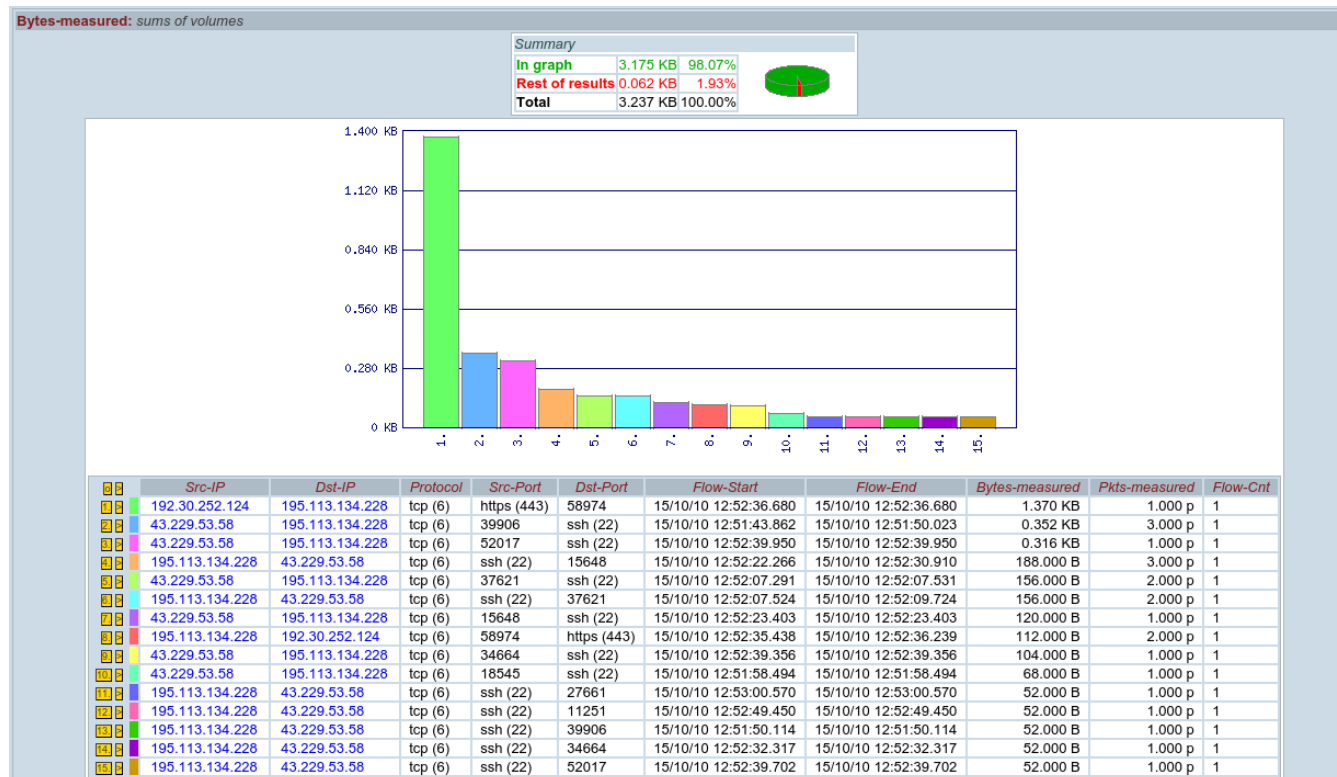 Bytes-measured: sums of volumes
Summary
In graph 3.175 KB 98.07%
Rest of results 0.062 KB 1.93%
Total 3.237 KB 100.00%
1.400 KB
1.120 KB
0.840 KB
0.560 KB
0.280 KB
0 KB
1. 2. 3. 4. 5. 6. 7. 8. 9. 10. 11. 12. 13. 14. 15.
Src-IP Dst-IP Protocol Src-Port Dst-Port Flow-Start Flow-End Bytes-measured Pkts-measured Flow-Cnt
1. > 192.30.252.124 195.113.134.228 tcp (6) https (443) 58974 15/10/10 12:52:36.680 15/10/10 12:52:36.680 1.370 KB 1.000 p 1
2. > 43.229.53.58 195.113.134.228 tcp (6) 39906 ssh (22) 15/10/10 12:51:43.862 15/10/10 12:51:50.023 0.352 KB 3.000 p 1
3. > 43.229.53.58 195.113.134.228 tcp (6) 52017 ssh (22) 15/10/10 12:52:39.950 15/10/10 12:52:39.950 0.316 KB 1.000 p 1
4. > 195.113.134.228 43.229.53.58 tcp (6) ssh (22) 15648 15/10/10 12:52:22.266 15/10/10 12:52:30.910 188.000 B 3.000 p 1
5. > 43.229.53.58 195.113.134.228 tcp (6) 37621 ssh (22) 15/10/10 12:52:07.291 15/10/10 12:52:07.531 156.000 B 2.000 p 1
6. > 195.113.134.228 43.229.53.58 tcp (6) ssh (22) 37621 15/10/10 12:52:07.524 15/10/10 12:52:09.724 156.000 B 2.000 p 1
7. > 43.229.53.58 195.113.134.228 tcp (6) 15648 ssh (22) 15/10/10 12:52:23.403 15/10/10 12:52:23.403 120.000 B 1.000 p 1
8. > 195.113.134.228 192.30.252.124 tcp (6) 58974 https (443) 15/10/10 12:52:35.438 15/10/10 12:52:36.239 112.000 B 2.000 p 1
9. > 43.229.53.58 195.113.134.228 tcp (6) 34664 ssh (22) 15/10/10 12:52:39.356 15/10/10 12:52:39.356 104.000 B 1.000 p 1
10. > 43.229.53.58 195.113.134.228 tcp (6) 18545 ssh (22) 15/10/10 12:51:58.494 15/10/10 12:51:58.494 68.000 B 1.000 p 1
11. > 195.113.134.228 43.229.53.58 tcp (6) ssh (22) 27661 15/10/10 12:53:00.570 15/10/10 12:53:00.570 52.000 B 1.000 p 1
12. > 195.113.134.228 43.229.53.58 tcp (6) ssh (22) 11251 15/10/10 12:52:49.450 15/10/10 12:52:49.450 52.000 B 1.000 p 1
13. > 195.113.134.228 43.229.53.58 tcp (6) ssh (22) 39906 15/10/10 12:51:50.114 15/10/10 12:51:50.114 52.000 B 1.000 p 1
14. > 195.113.134.228 43.229.53.58 tcp (6) ssh (22) 34664 15/10/10 12:52:32.317 15/10/10 12:52:32.317 52.000 B 1.000 p 1
15. > 195.113.134.228 43.229.53.58 tcp (6) ssh (22) 52017 15/10/10 12:52:39.702 15/10/10 12:52:39.702 52.000 B 1.000 p 1